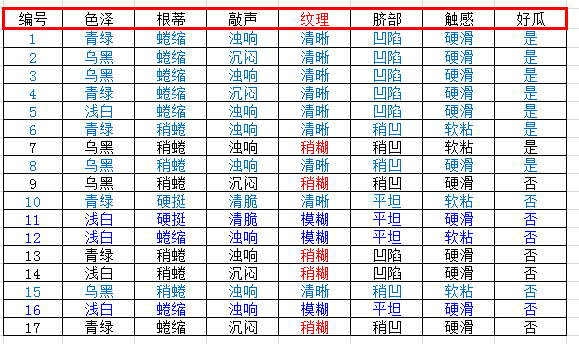 编号 色泽 根蒂 敲声 纹理 脐部 触感 好瓜
1 青绿 蜷缩 浊响 清晰 凹陷 硬滑 是
2 乌黑 蜷缩 沉闷 清晰 凹陷 硬滑 是
3 乌黑 蜷缩 浊响 清晰 凹陷 硬滑 是
4 青绿 蜷缩 沉闷 清晰 凹陷 硬滑 是
5 浅白 蜷缩 浊响 清晰 凹陷 硬滑 是
6 青绿 稍蜷 浊响 清晰 稍凹 软粘 是
7 乌黑 稍蜷 浊响 稍糊 稍凹 软粘 是
8 乌黑 稍蜷 浊响 清晰 稍凹 硬滑 是
9 乌黑 稍蜷 沉闷 稍糊 稍凹 硬滑 否
10 青绿 硬挺 清脆 清晰 平坦 软粘 否
11 浅白 硬挺 清脆 模糊 平坦 硬滑 否
12 浅白 蜷缩 浊响 模糊 平坦 软粘 否
13 青绿 稍蜷 浊响 稍糊 凹陷 硬滑 否
14 浅白 稍蜷 沉闷 稍糊 凹陷 硬滑 否
15 乌黑 稍蜷 浊响 清晰 稍凹 软粘 否
16 浅白 蜷缩 浊响 模糊 平坦 硬滑 否
17 青绿 蜷缩 沉闷 稍糊 稍凹 硬滑 否